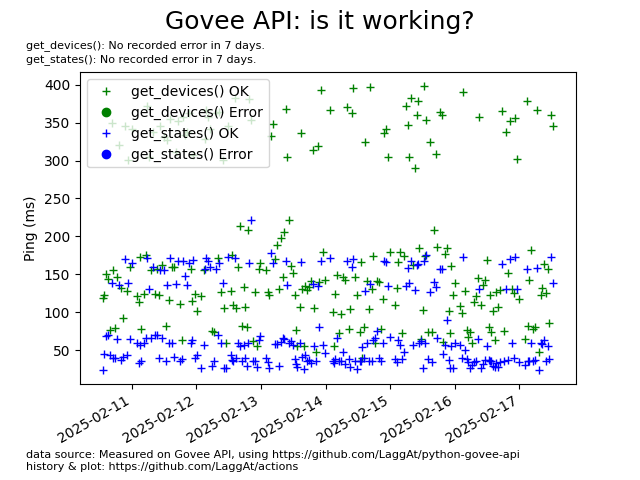 Govee API: is it working?
get_devices(): No recorded error in 7 days.
get_states(): No recorded error in 7 days.
get_devices() OK
get_devices() Error
get_states() OK
get_states() Error
Ping (ms)
400
350
300
250
200
150
100
50
2025-02-11
2025-02-12
2025-02-13
2025-02-14
2025-02-15
2025-02-16
2025-02-17
data source: Measured on Govee API, using https://github.com/LaggAt/python-govee-api
history & plot: https://github.com/LaggAt/actions